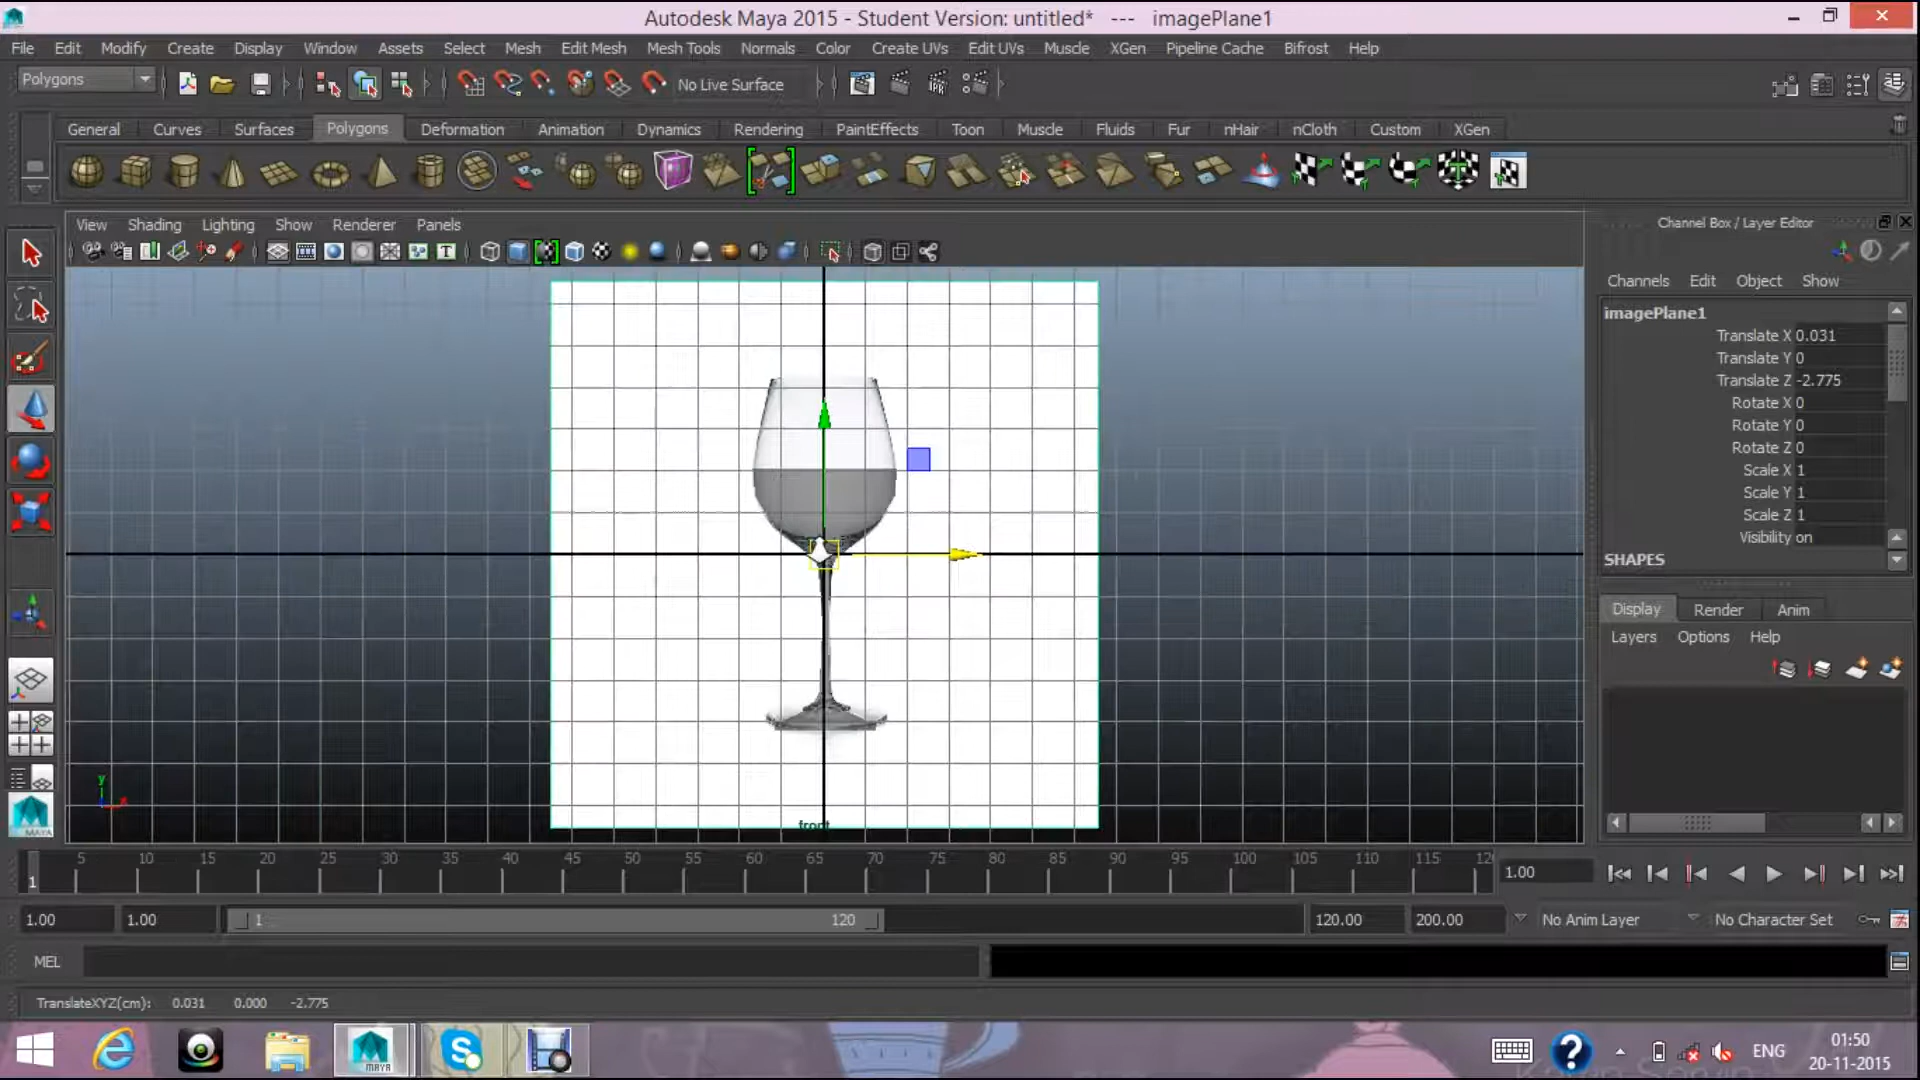 Autodesk Maya 2015 - Student Version: untitled* --- imagePlane1
File Edit Modify Create Display Window Assets Select Mesh Edit Mesh Mesh Tools Normals Color Create UVs Edit UVs Muscle XGen Pipeline Cache Bifrost Help
Polygons No Live Surface IPR
General Curves Surfaces Polygons Deformation Animation Dynamics Rendering PaintEffects Toon Muscle Fluids Fur nHair nCloth Custom XGen
View Shading Lighting Show Renderer Panels
Channel Box / Layer Editor
Channels Edit Object Show
imagePlane1
Translate X 0.031
Translate Y 0
Translate Z -2.775
Rotate X 0
Rotate Y 0
Rotate Z 0
Scale X 1
Scale Y 1
Scale Z 1
Visibility on
SHAPES
Display Render Anim
Layers Options Help
y
x
front
MAYA
5 10 15 20 25 30 35 40 45 50 55 60 65 70 75 80 85 90 95 100 105 110 115 12
1
1.00
1.00 1.00 1 120 120.00 200.00 No Anim Layer No Character Set
MEL
TranslateXYZ(cm): 0.031 0.000 -2.775
MAYA
ENG
01:50
20-11-2015